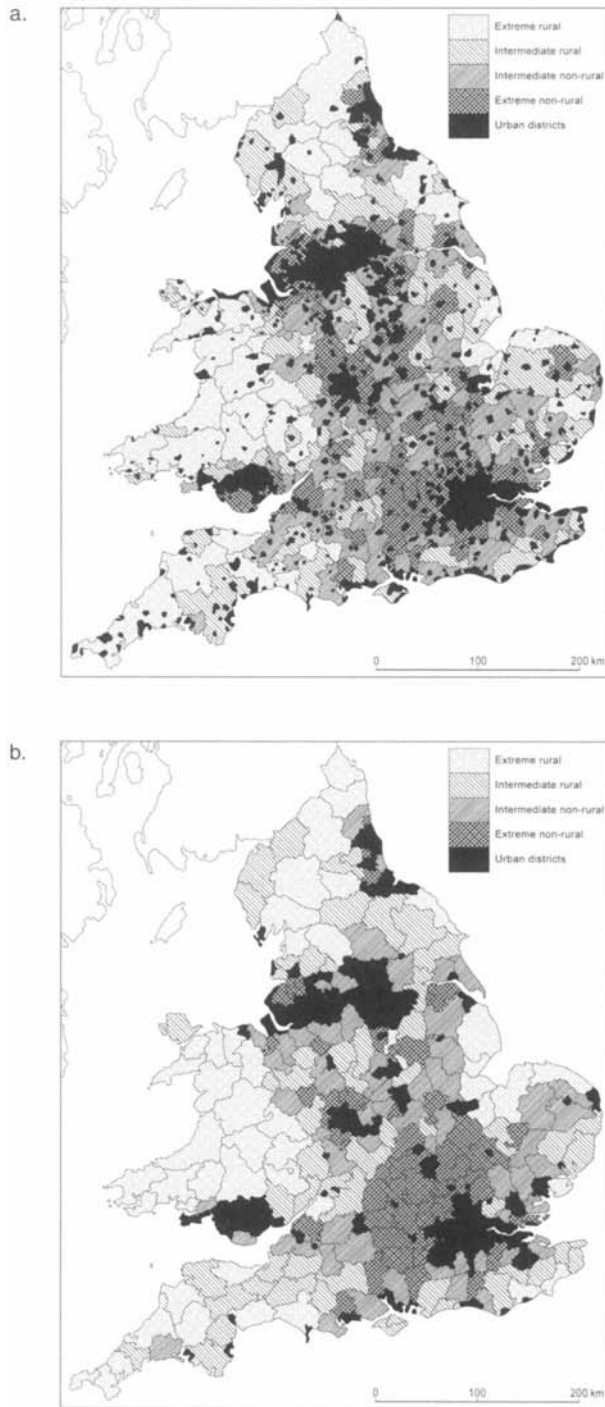 a.
Extreme rural
Intermediate rural
Intermediate non-rural
Extreme non-rural
Urban districts
0 100 200 km
b.
Extreme rural
Intermediate rural
Intermediate non-rural
Extreme non-rural
Urban districts
0 100 200 km